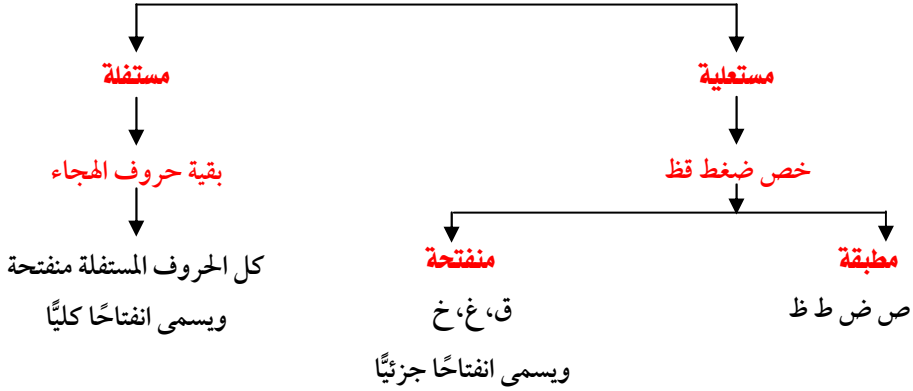 مستعلية
مستفلة
خص ضغط قظ
بقية حروف الهجاء
مطبقة
منفتحة
كل الحروف المستفلة منفتحة
ص ض ط ظ
ق، غ، خ
ويسمى انفتاحًا كليًّا
ويسمى انفتاحًا جزئيًّا